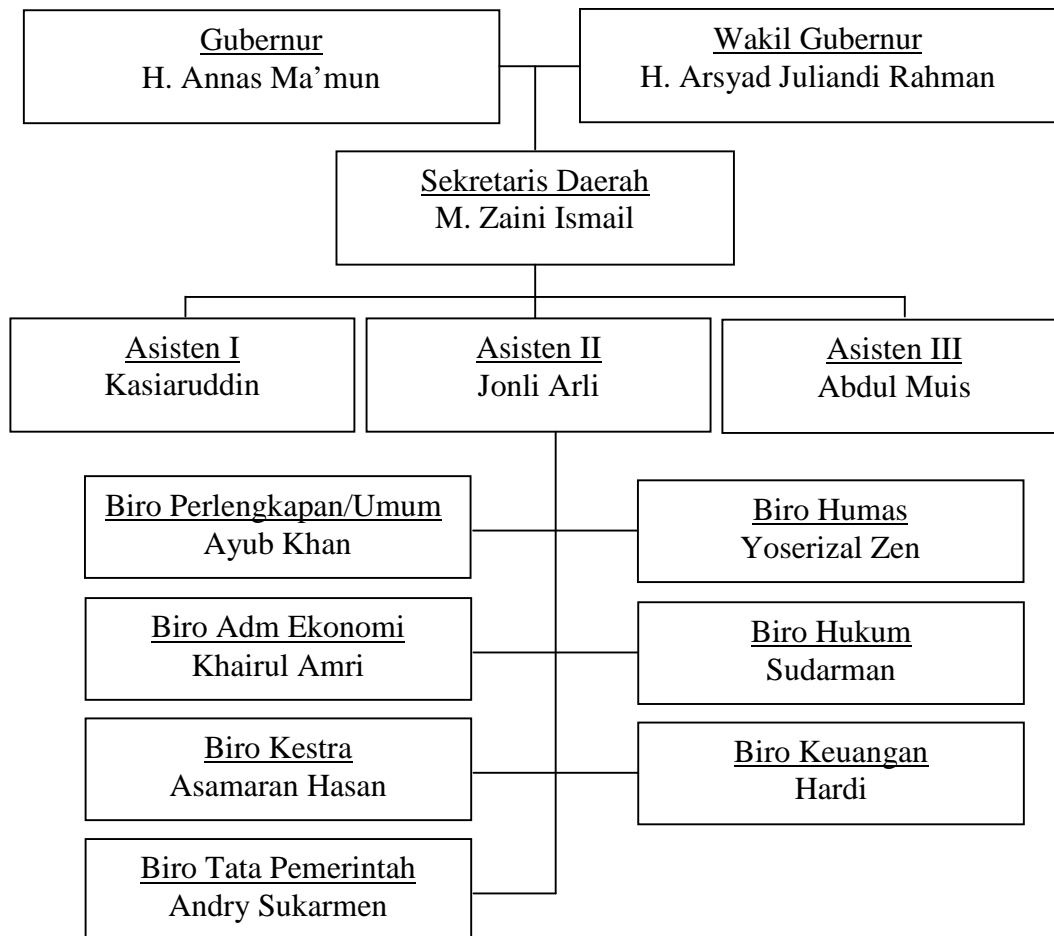 Gubernur
H. Annas Ma’mun
Wakil Gubernur
H. Arsyad Juliandi Rahman
Sekretaris Daerah
M. Zaini Ismail
Asisten I
Kasiaruddin
Asisten II
Jonli Arli
Asisten III
Abdul Muis
Biro Perlengkapan/Umum
Ayub Khan
Biro Humas
Yoserizal Zen
Biro Adm Ekonomi
Khairul Amri
Biro Hukum
Sudarman
Biro Kestra
Asamaran Hasan
Biro Keuangan
Hardi
Biro Tata Pemerintah
Andry Sukarmen